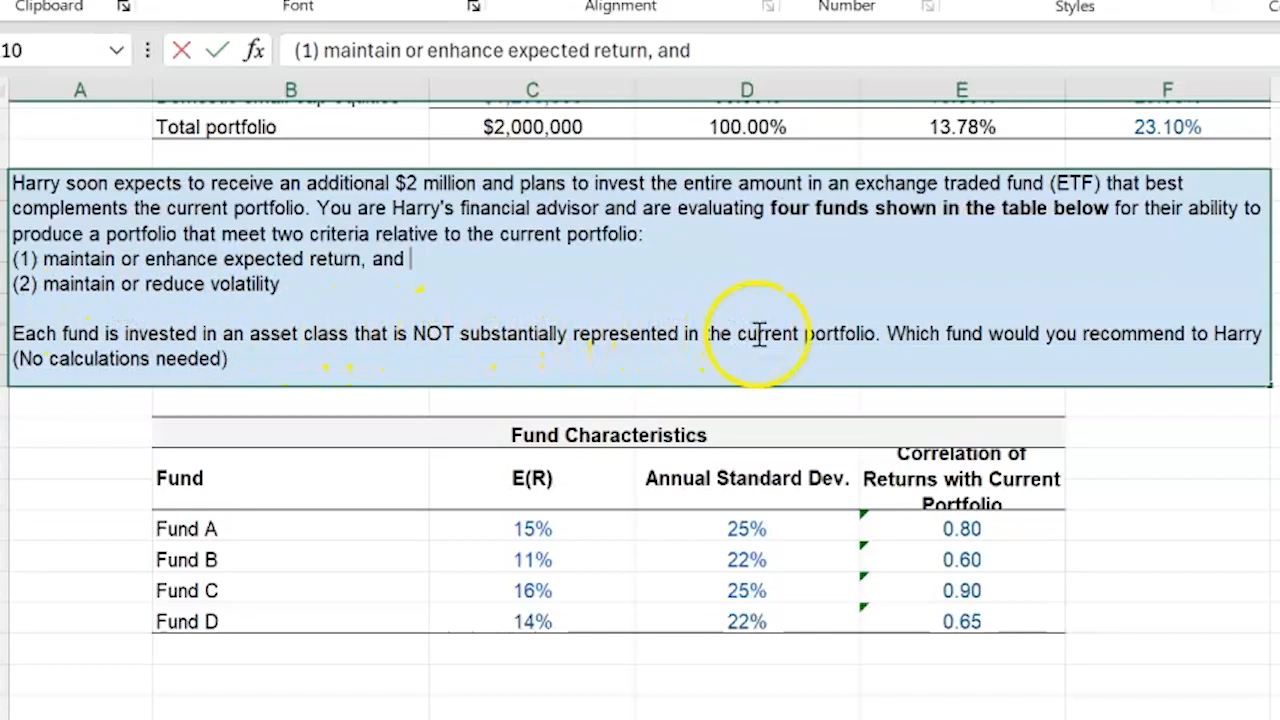 Clipboard Font Alignment Number Styles
10 fx (1) maintain or enhance expected return, and
A B C D E F
Total portfolio $2,000,000 100.00% 13.78% 23.10%
Harry soon expects to receive an additional $2 million and plans to invest the entire amount in an exchange traded fund (ETF) that best
complements the current portfolio. You are Harry's financial advisor and are evaluating four funds shown in the table below for their ability to
produce a portfolio that meet two criteria relative to the current portfolio:
(1) maintain or enhance expected return, and
(2) maintain or reduce volatility
Each fund is invested in an asset class that is NOT substantially represented in the current portfolio. Which fund would you recommend to Harry
(No calculations needed)
Fund Characteristics
Fund E(R) Annual Standard Dev. Correlation of
Returns with Current
Portfolio
Fund A 15% 25% 0.80
Fund B 11% 22% 0.60
Fund C 16% 25% 0.90
Fund D 14% 22% 0.65